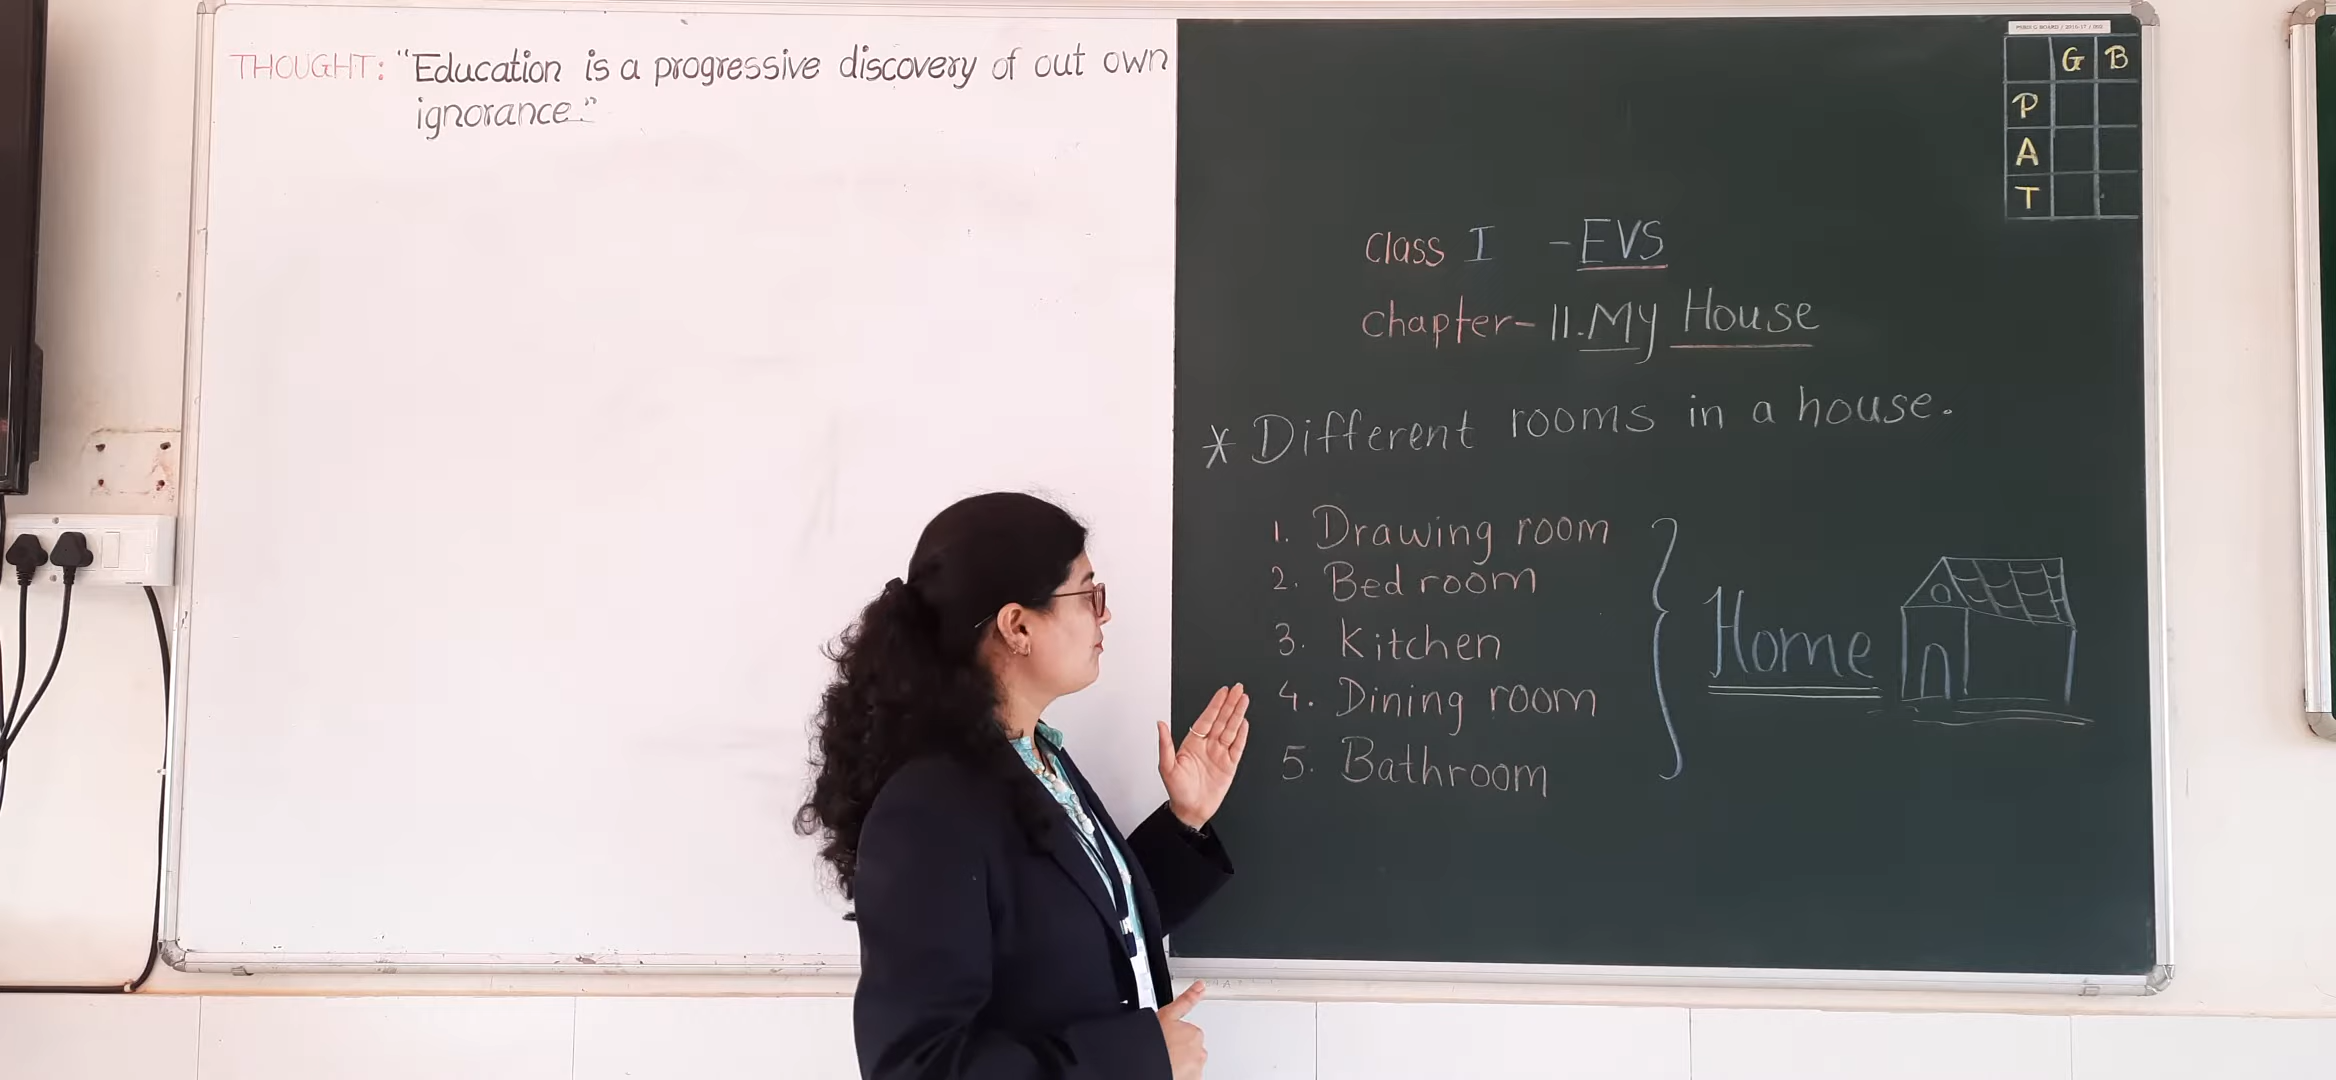 THOUGHT: "Education is a progressive discovery of out own
ignorance."
G B
P
A
T
Class I - EVS
Chapter- 11. My House
* Different rooms in a house.
1. Drawing room
2. Bed room
3. Kitchen
4. Dining room
5. Bathroom
Home